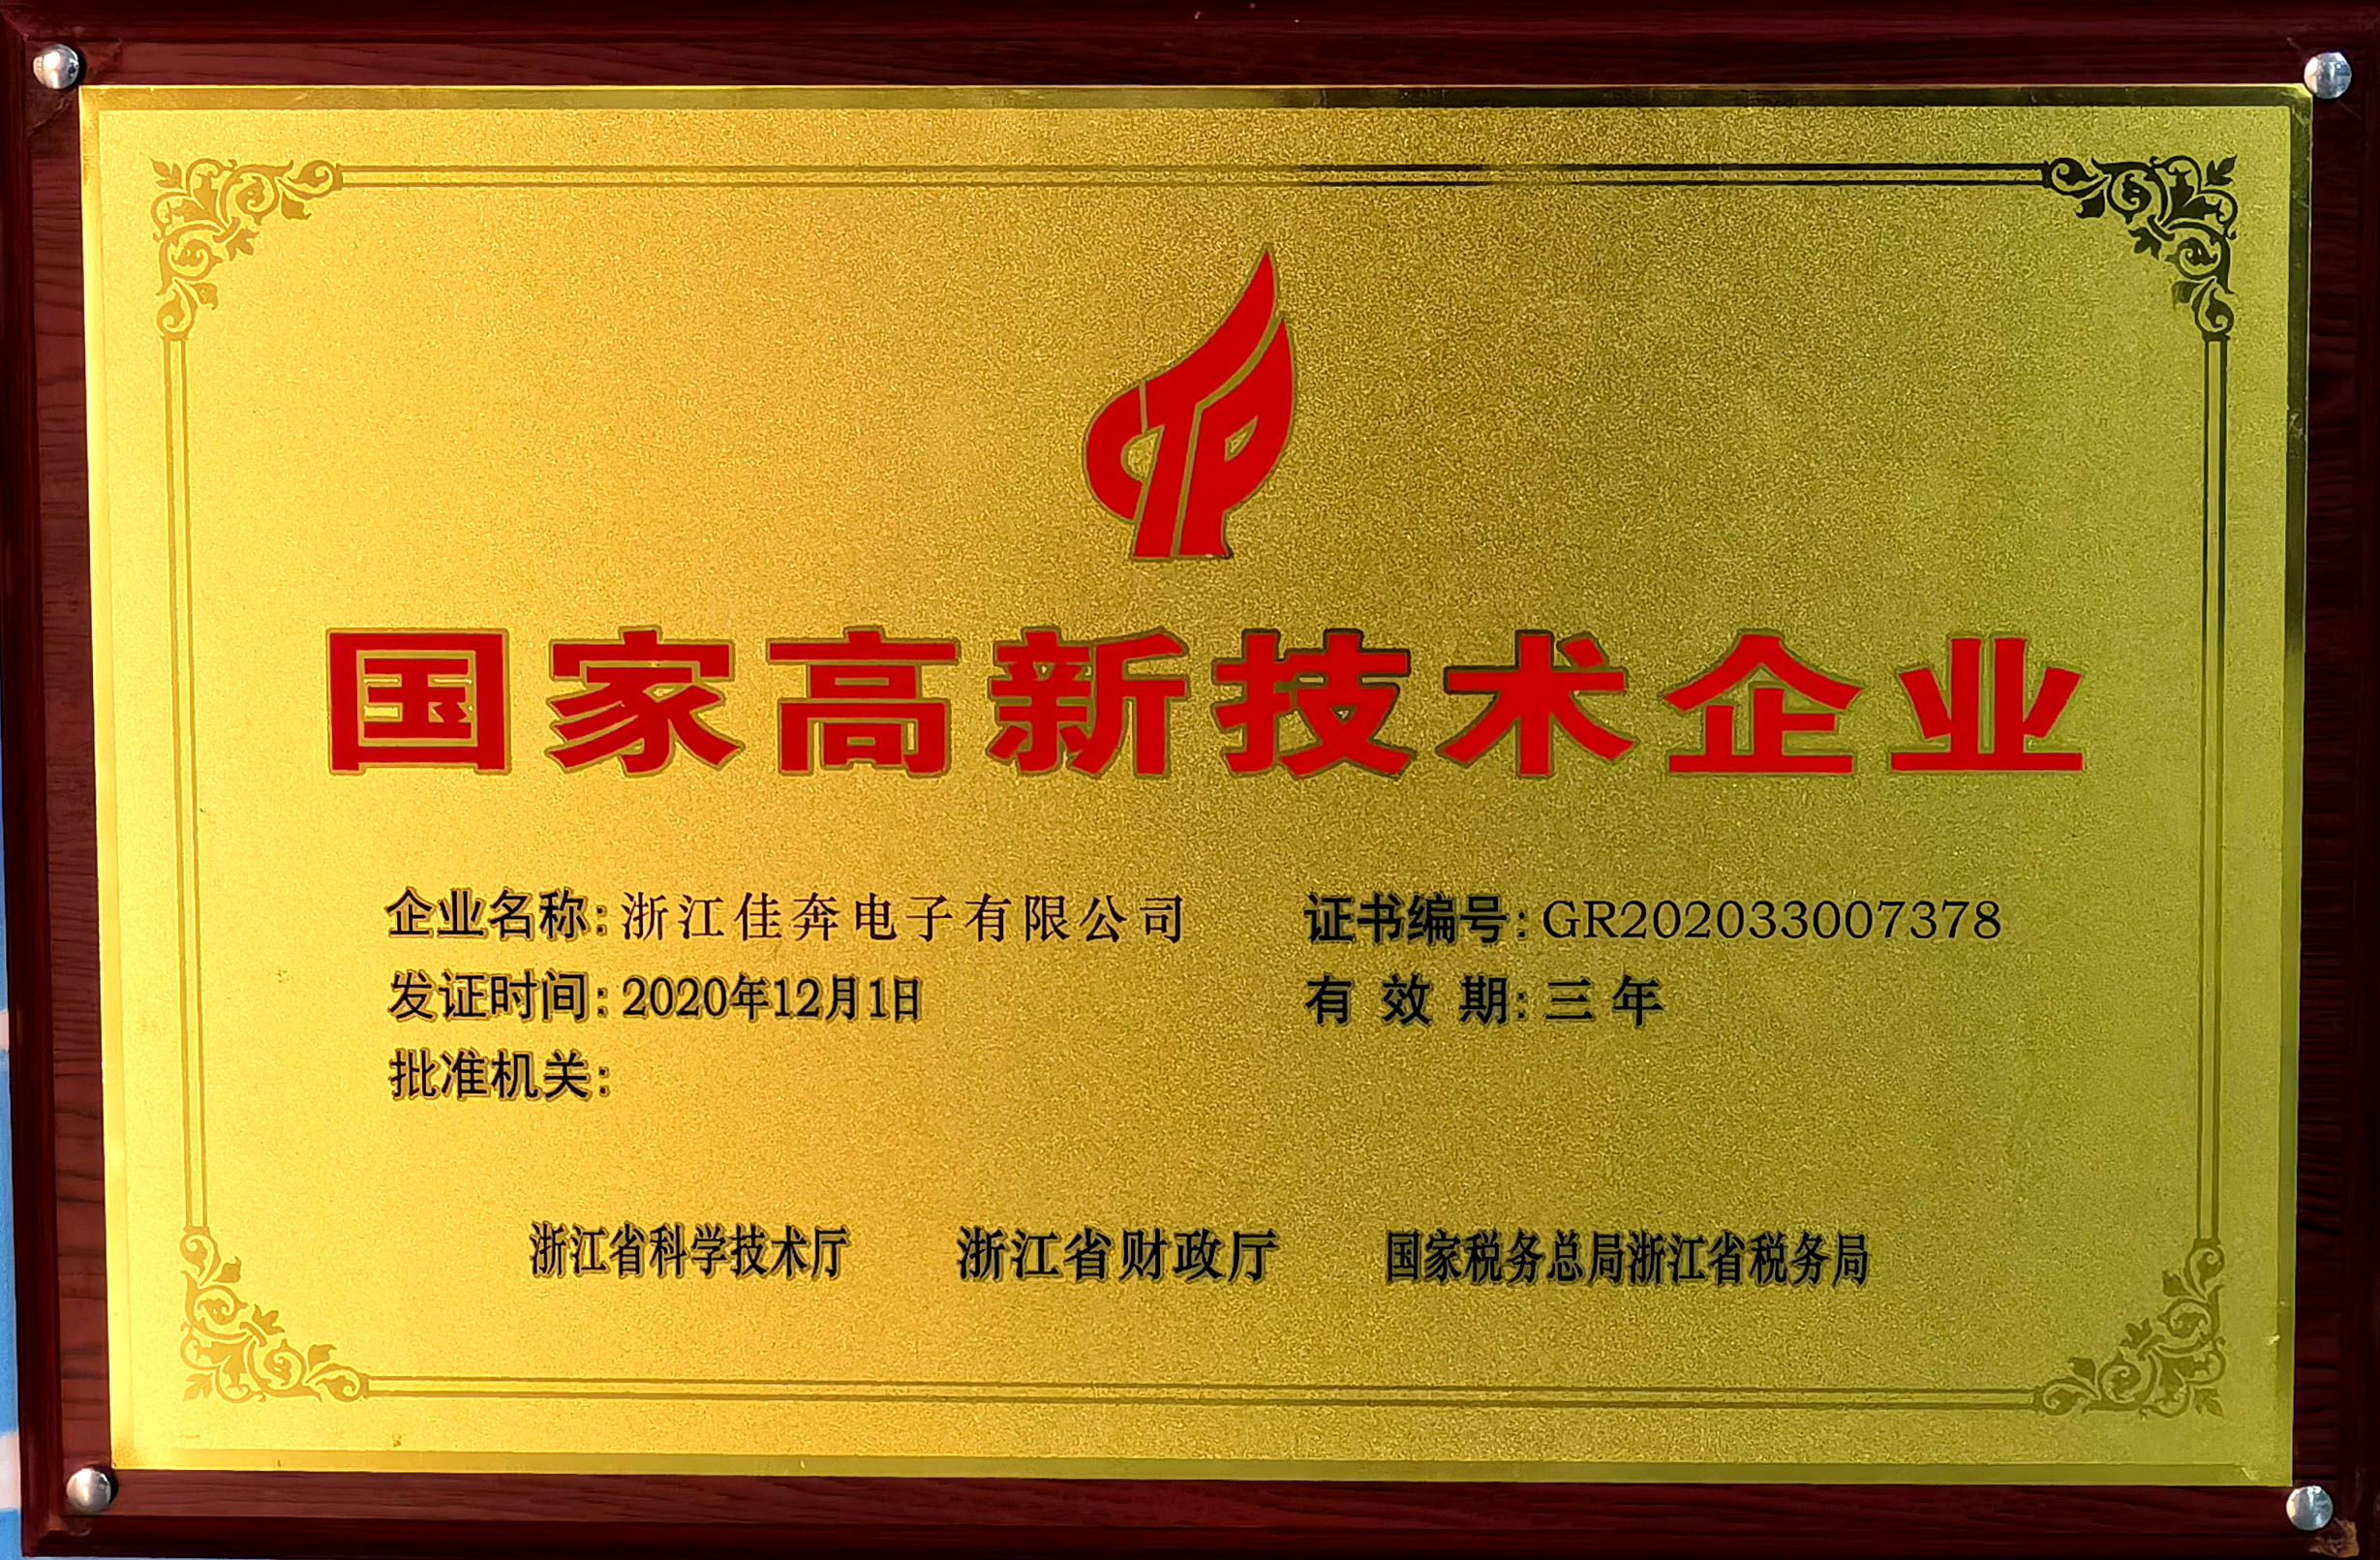 国家高新技术企业
企业名称：浙江佳奔电子有限公司 证书编号：GR202033007378
发证时间：2020年12月1日 有效期：三年
批准机关：
浙江省科学技术厅 浙江省财政厅 国家税务总局浙江省税务局